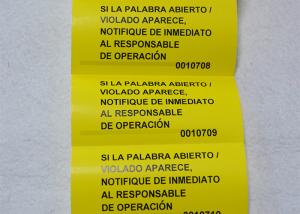 SI LA PALABRA ABIERTO /
VIOLADO APARECE,
NOTIFIQUE DE INMEDIATO
AL RESPONSABLE
DE OPERACIÓN
0010708
SI LA PALABRA ABIERTO /
VIOLADO APARECE,
NOTIFIQUE DE INMEDIATO
AL RESPONSABLE
DE OPERACIÓN
0010709
SI LA PALABRA ABIERTO /
VIOLADO APARECE,
NOTIFIQUE DE INMEDIATO
AL RESPONSABLE
DE OPERACIÓN